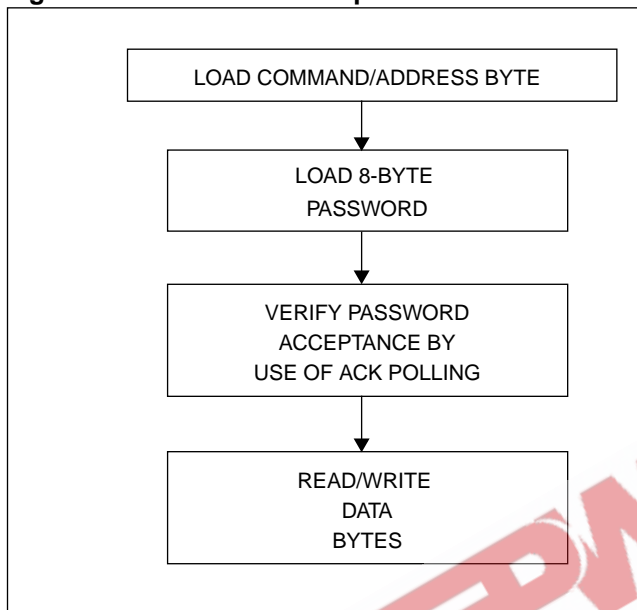 LOAD COMMAND/ADDRESS BYTE
LOAD 8-BYTE
PASSWORD
VERIFY PASSWORD
ACCEPTANCE BY
USE OF ACK POLLING
READ/WRITE
DATA
BYTES